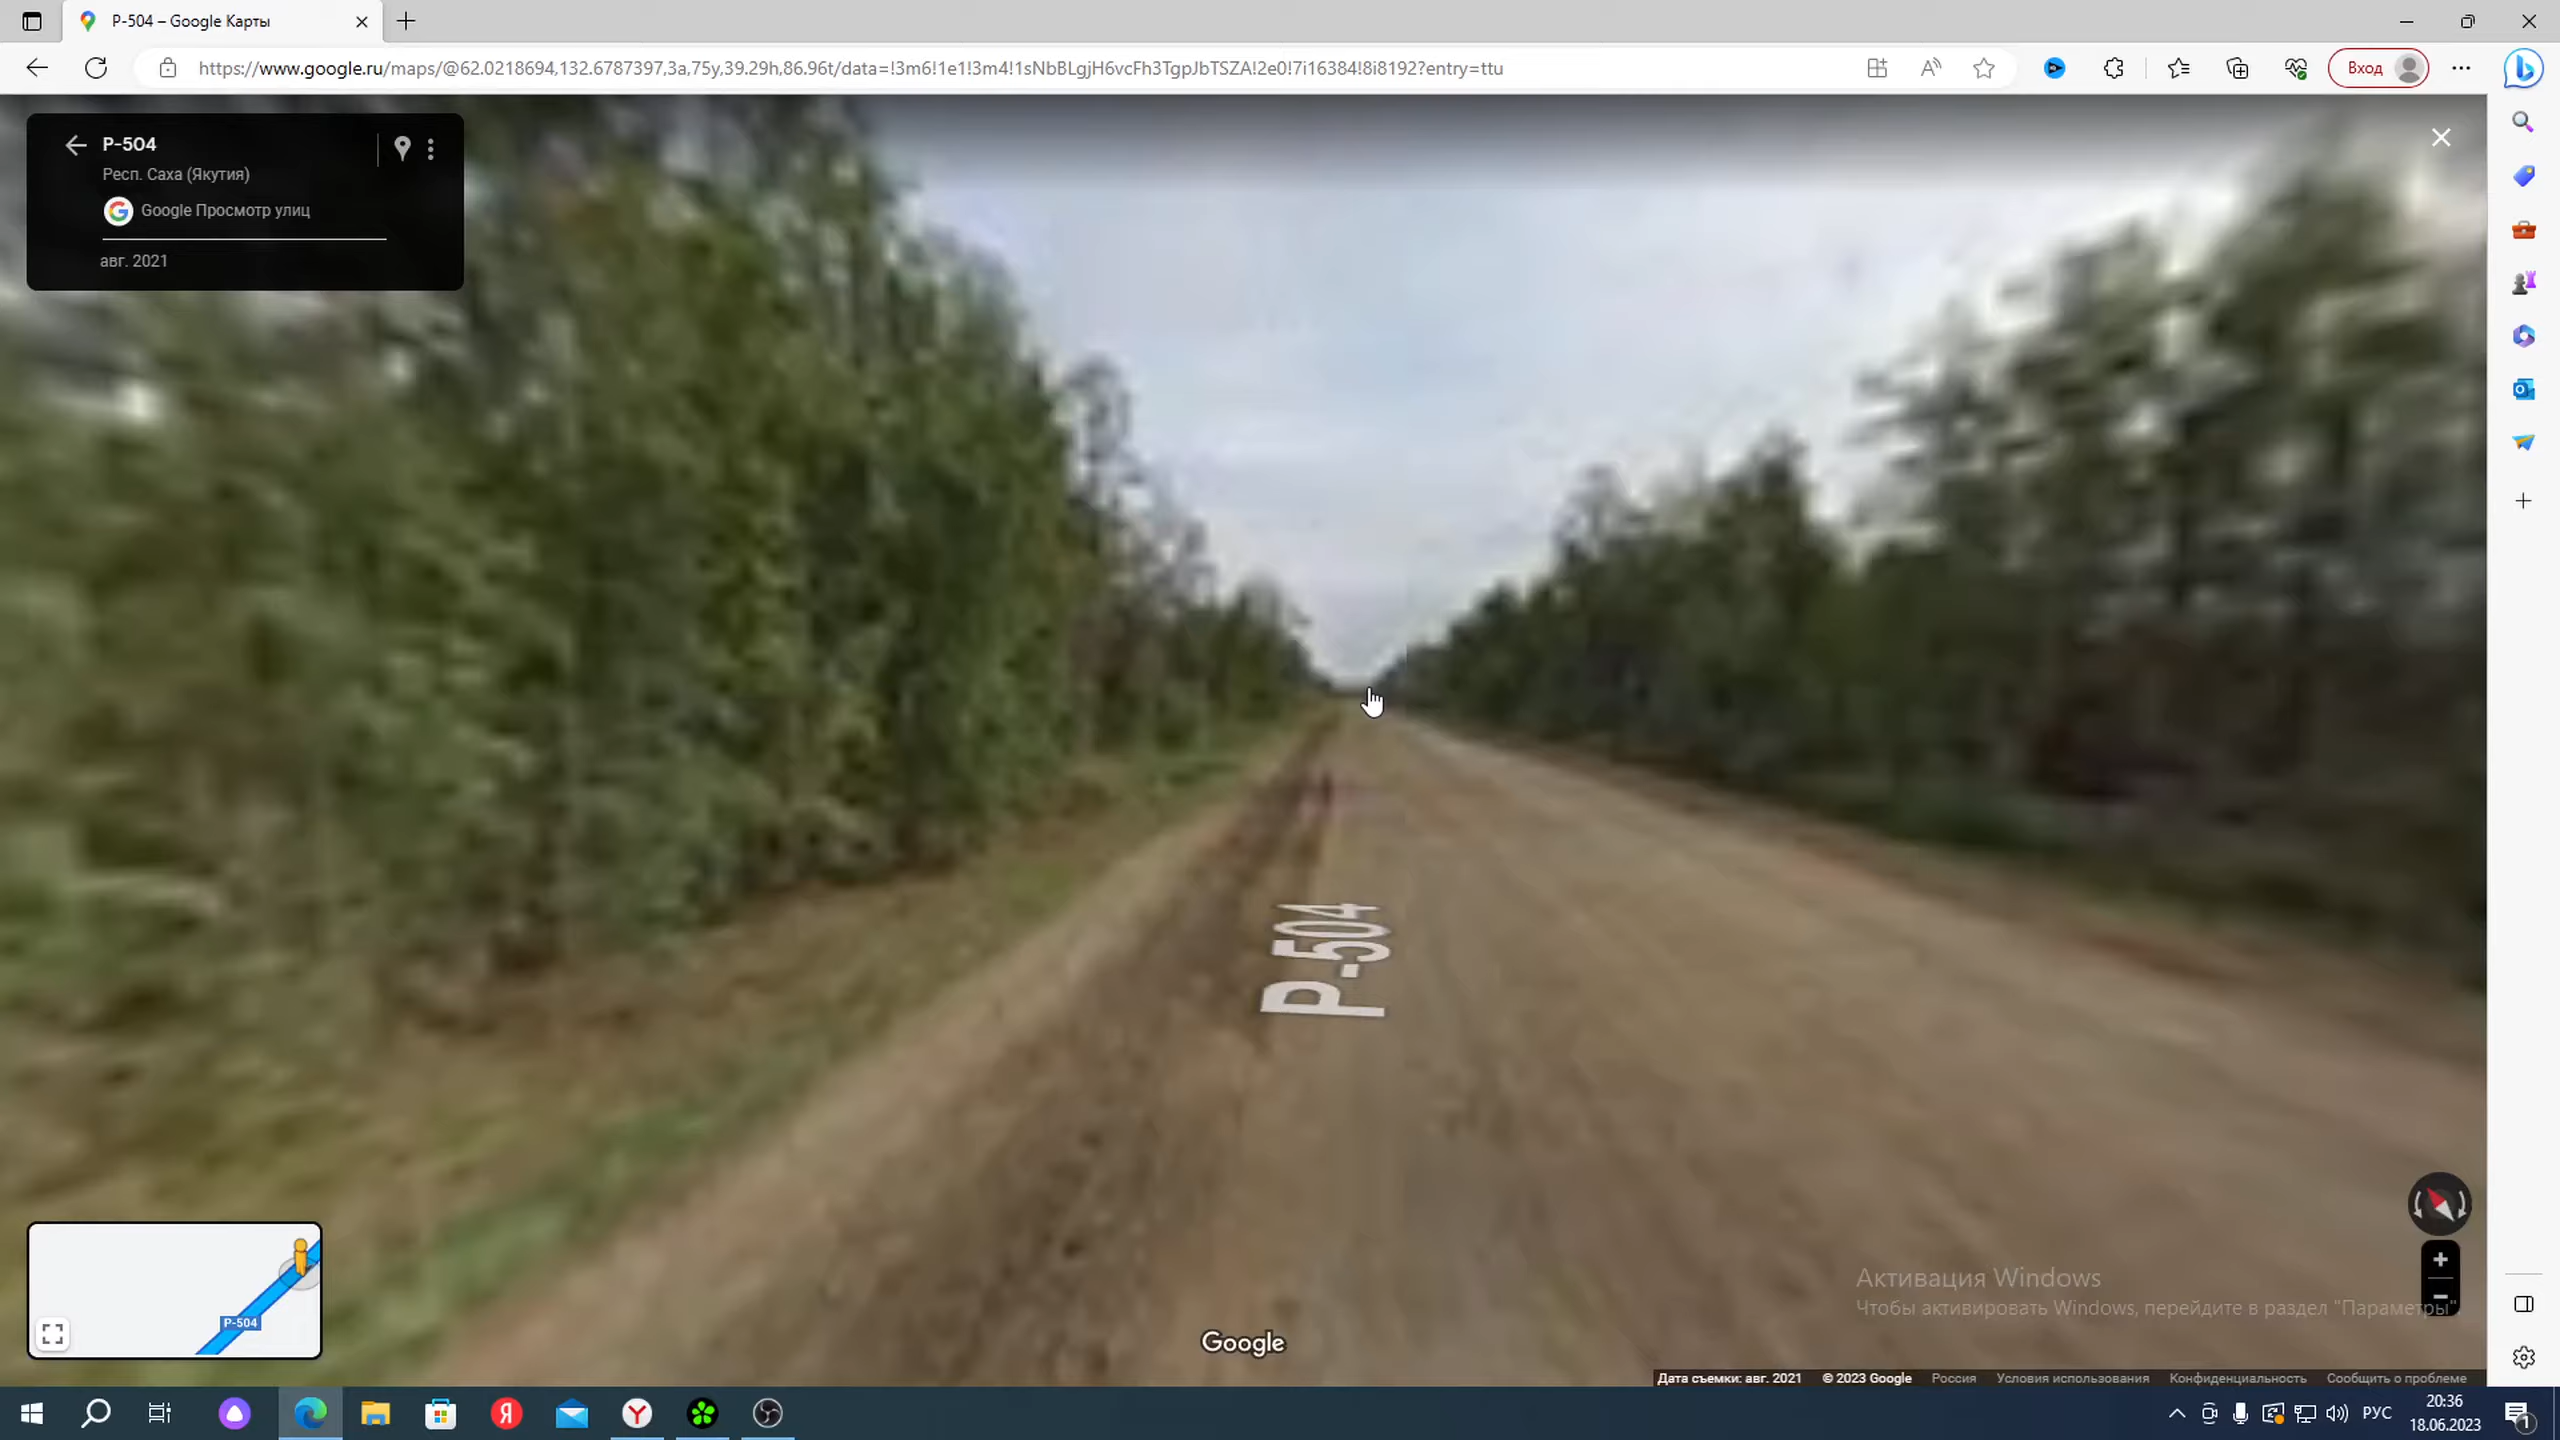 P-504 – Google Карты
https://www.google.ru/maps/@62.0218694,132.6787397,3a,75y,39.29h,86.96t/data=!3m6!1e1!3m4!1sNbBLgjH6vcFh3TgpJbTSZA!2e0!7i16384!8i8192?entry=ttu
Вход
P-504
Респ. Саха (Якутия)
Google Просмотр улиц
авг. 2021
P-504
P-504
Активация Windows
Чтобы активировать Windows, перейдите в раздел "Параметры"
Google
Дата съемки: авг. 2021 © 2023 Google Россия Условия использования Конфиденциальность Сообщить о проблеме
РУС
20:36
18.06.2023
1